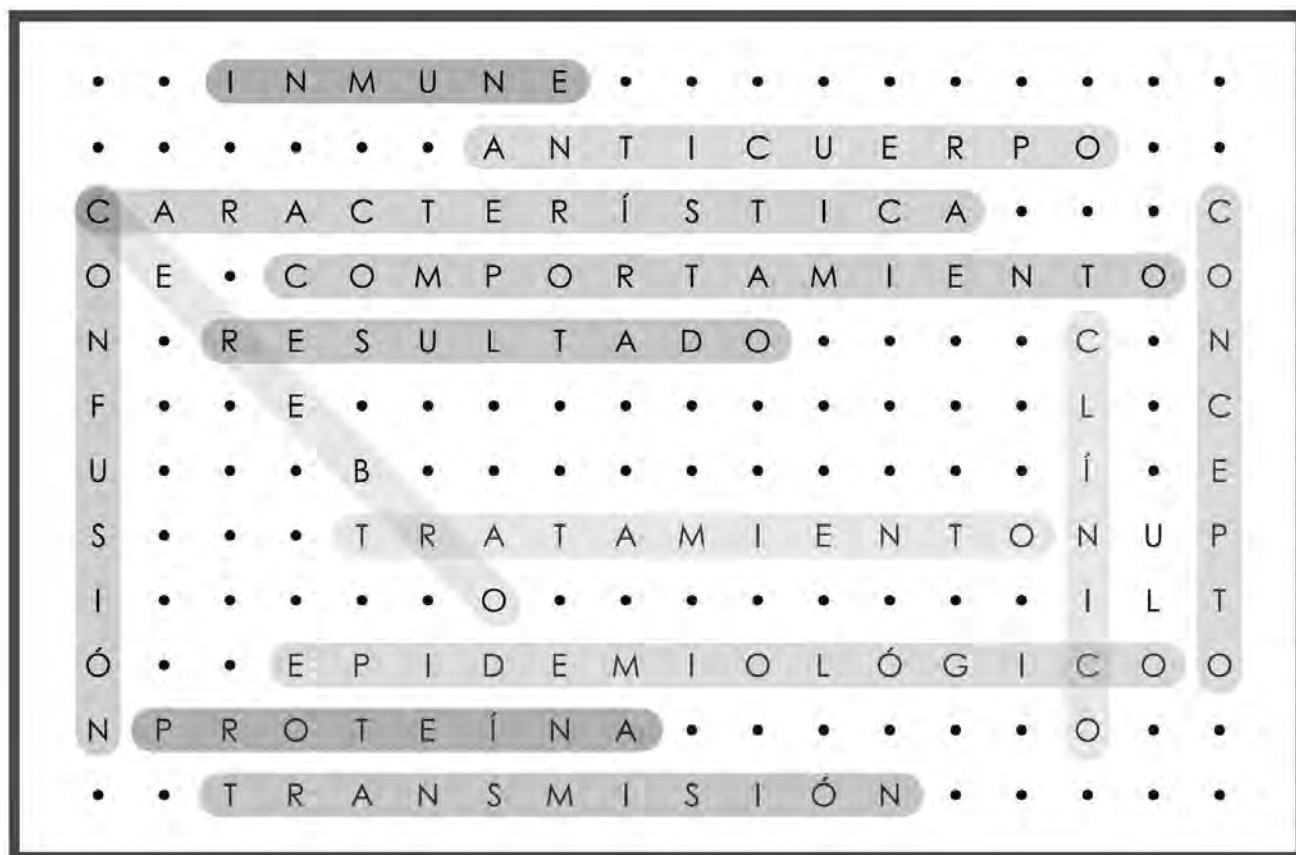 • • I N M U N E • • • • • • • • • •
• • • • • • A N T I C U E R P O • •
C A R A C T E R Í S T I C A • • • C
O E • C O M P O R T A M I E N T O O
N • R E S U L T A D O • • • • C • N
F • • E • • • • • • • • • • • L • C
U • • • B • • • • • • • • • • Í • E
S • • • T R A T A M I E N T O N U P
I • • • • • O • • • • • • • • I L T
Ó • • E P I D E M I O L Ó G I C O O
N P R O T E Í N A • • • • • • O • •
• • T R A N S M I S I Ó N • • • • •